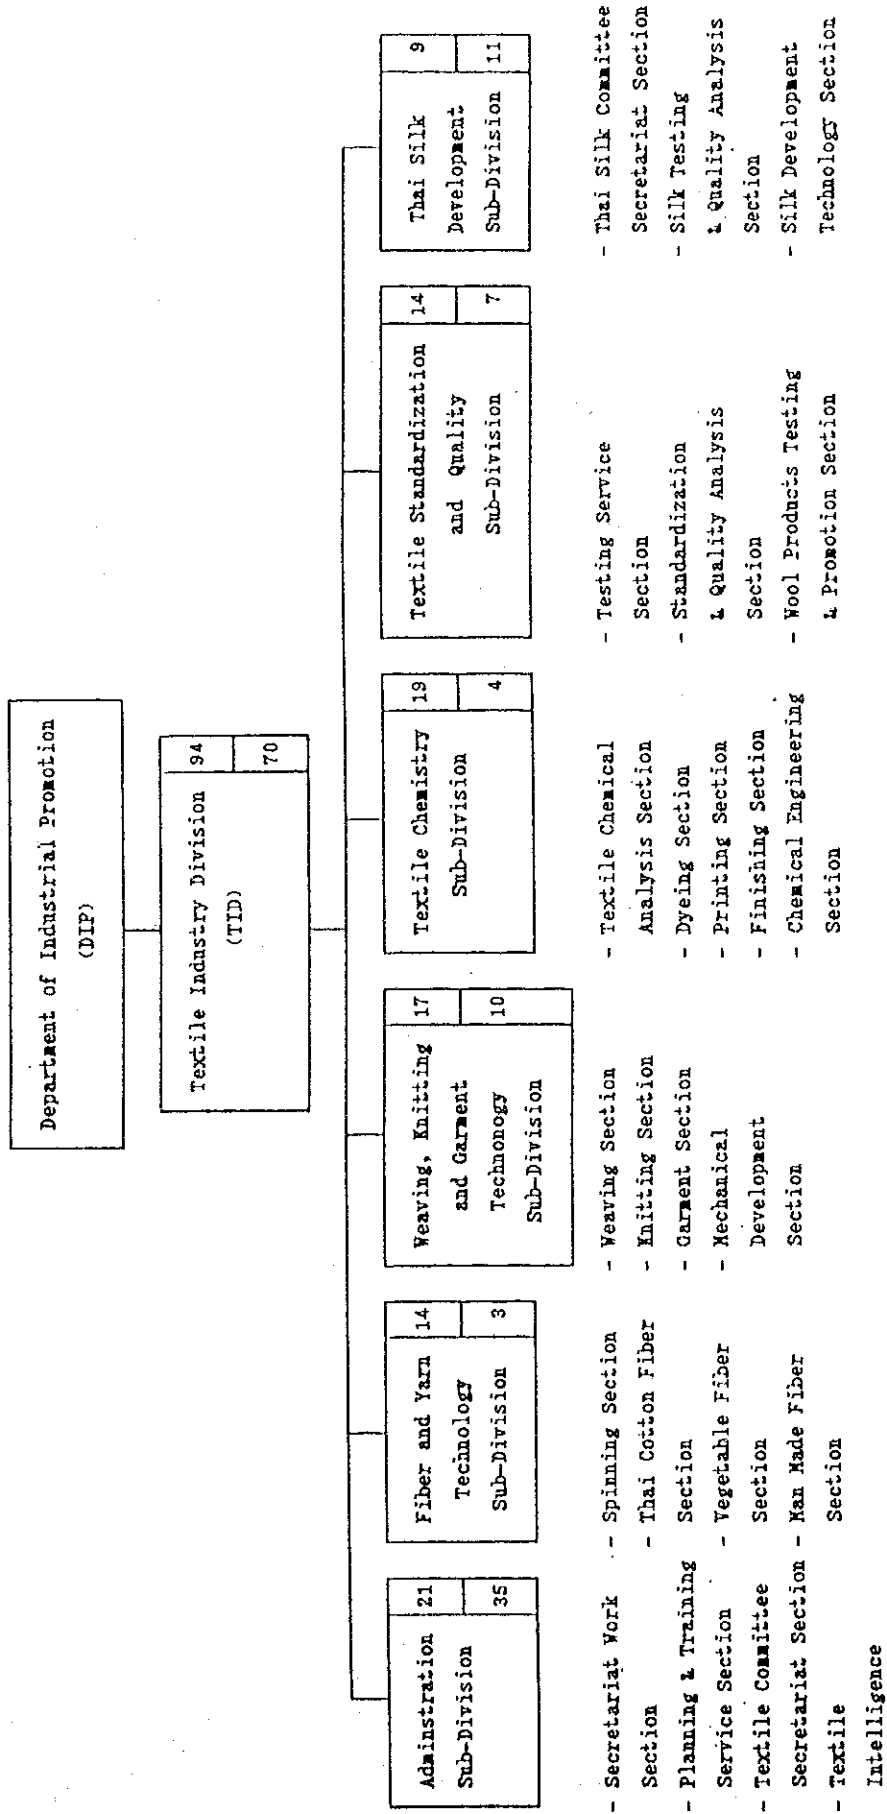 Department of Industrial Promotion
(DIP)
Textile Industry Division
(TID)
94
70
Adminstration
Sub-Division
21
35
- Secretariat Work
Section
- Planning & Training
Service Section
- Textile Committee
Secretariat Section
- Textile
Intelligence
Fiber and Yarn
Technology
Sub-Division
14
3
- Spinning Section
- Thai Cotton Fiber
Section
- Vegetable Fiber
Section
- Man Made Fiber
Section
Weaving, Knitting
and Garment
Technonogy
Sub-Division
17
10
- Weaving Section
- Knitting Section
- Garment Section
- Mechanical
Development
Section
Textile Chemistry
Sub-Division
19
4
- Textile Chemical
Analysis Section
- Dyeing Section
- Printing Section
- Finishing Section
- Chemical Engineering
Section
Textile Standardization
and Quality
Sub-Division
14
7
- Testing Service
Section
- Standardization
& Quality Analysis
Section
- Wool Products Testing
& Promotion Section
Thai Silk
Development
Sub-Division
9
11
- Thai Silk Committee
Secretariat Section
- Silk Testing
& Quality Analysis
Section
- Silk Development
Technology Section